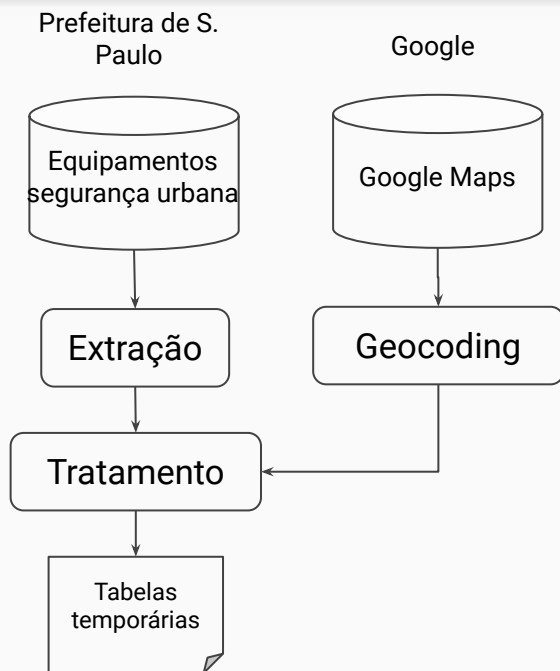 Prefeitura de S.
Paulo
Google
Equipamentos
segurança urbana
Google Maps
Extração
Geocoding
Tratamento
Tabelas
temporárias